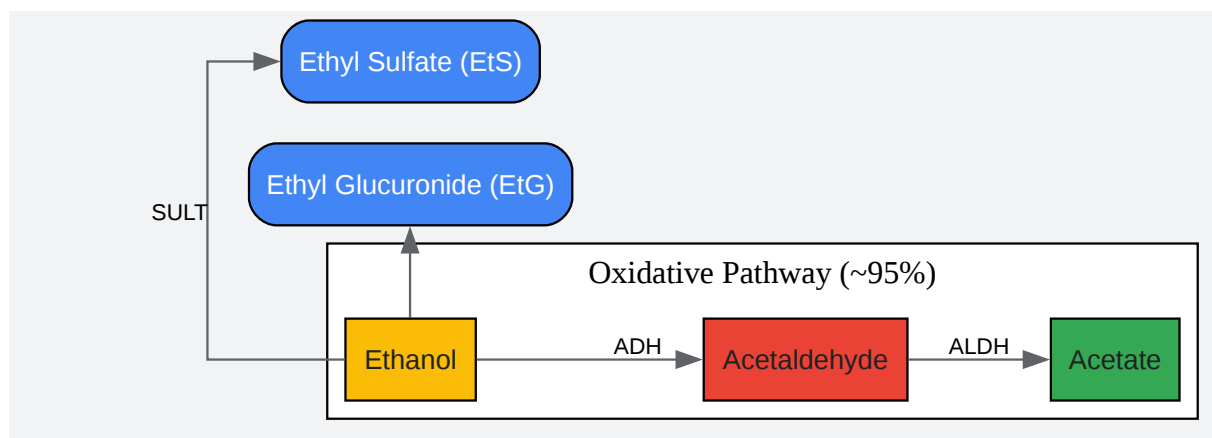 Ethyl Sulfate (EtS)
Ethyl Glucuronide (EtG)
SULT
Oxidative Pathway (~95%)
Ethanol
ADH
Acetaldehyde
ALDH
Acetate